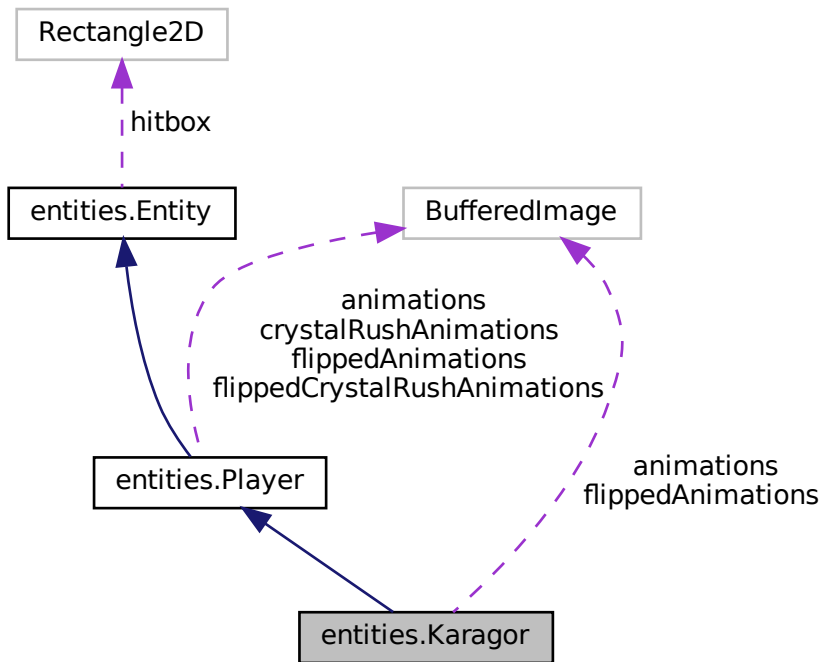 Rectangle2D
hitbox
entities.Entity
BufferedImage
animations
crystalRushAnimations
flippedAnimations
flippedCrystalRushAnimations
entities.Player
animations
flippedAnimations
entities.Karagor